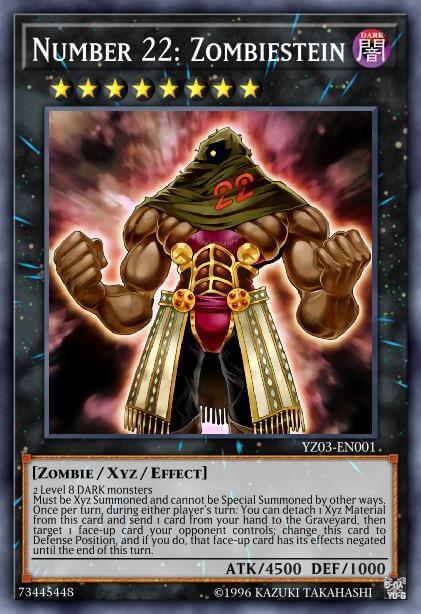 NUMBER 22: ZOMBIESTEIN
DARK
闇
22
YZ03-EN001
[ZOMBIE / XYZ / EFFECT]
2 Level 8 DARK monsters
Must be Xyz Summoned and cannot be Special Summoned by other ways.
Once per turn, during either player's turn: You can detach 1 Xyz Material
from this card and send 1 card from your hand to the Graveyard, then
target 1 face-up card your opponent controls; change this card to
Defense Position, and if you do, that face-up card has its effects negated
until the end of this turn.
ATK/4500 DEF/1000
73445448
©1996 KAZUKI TAKAHASHI